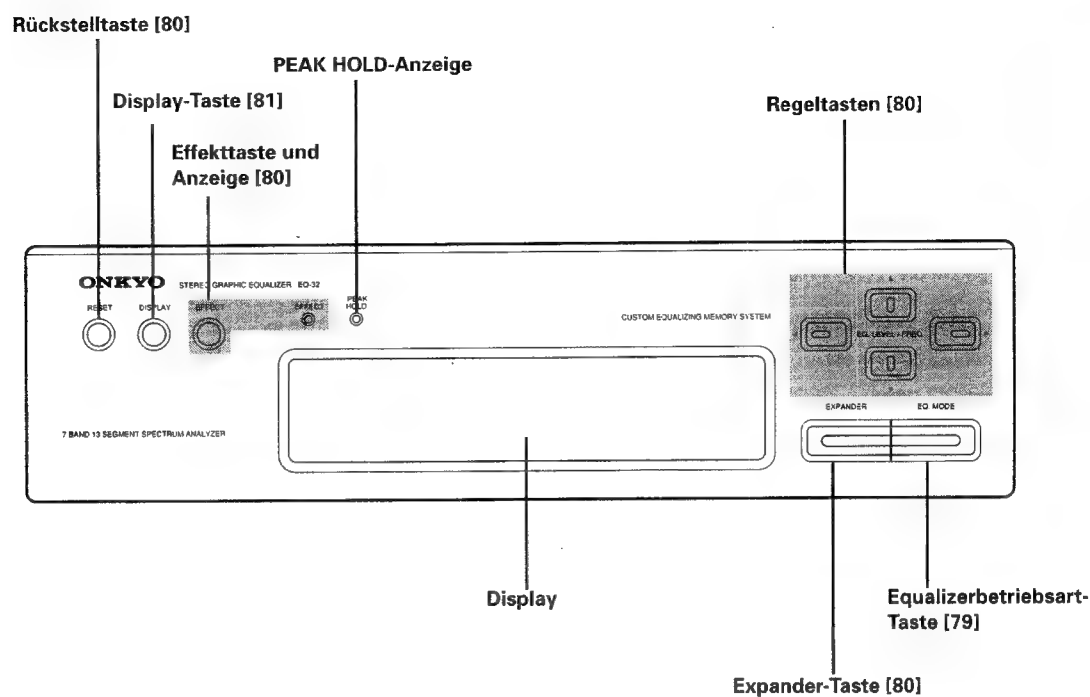 Rückstelltaste [80]
PEAK HOLD-Anzeige
Display-Taste [81]
Regeltasten [80]
Effekttaste und
Anzeige [80]
ONKYO STEREO GRAPHIC EQUALIZER EQ-32
RESET DISPLAY EFFECT EFFECT PEAK
HOLD
CUSTOM EQUALIZING MEMORY SYSTEM
EQ LEVEL / FREQ
EXPANDER EQ MODE
7 BAND 13 SEGMENT SPECTRUM ANALYZER
Display
Equalizerbetriebsart-
Taste [79]
Expander-Taste [80]